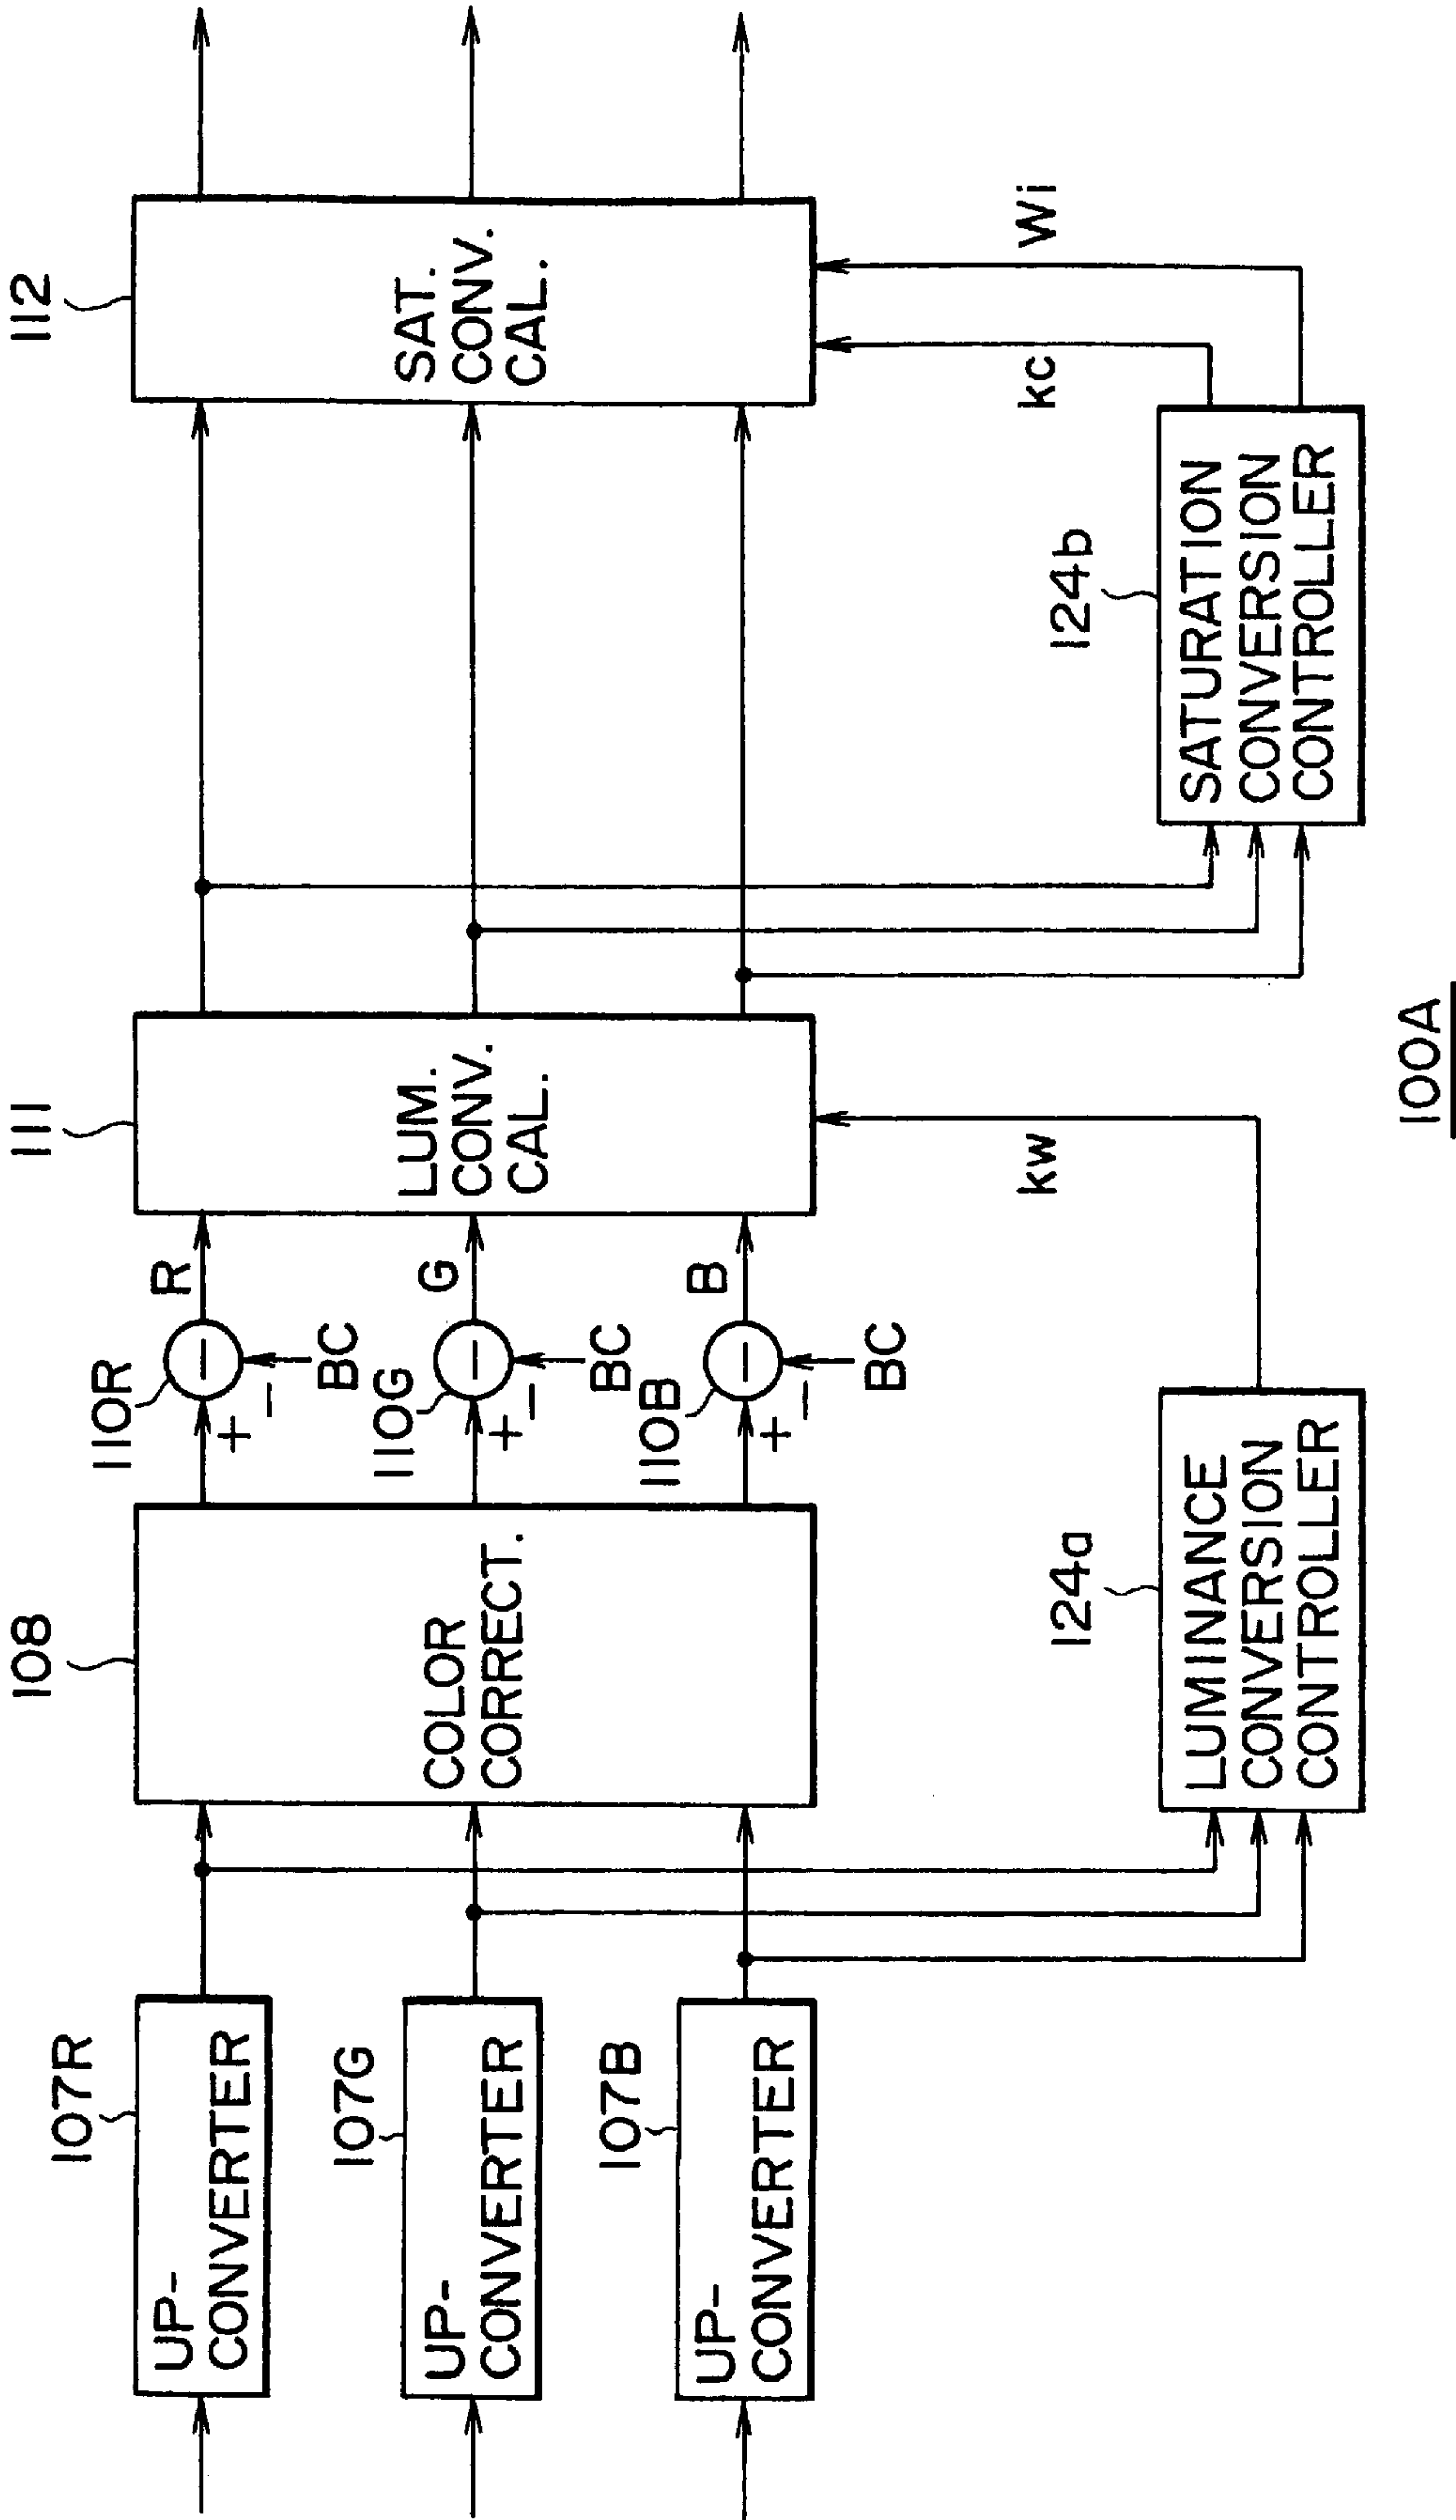 107R
UP-
CONVERTER
107G
UP-
CONVERTER
107B
UP-
CONVERTER
108
COLOR
CORRECT.
110R
+
−
−
BC
R
110G
+
−
−
BC
G
110B
+
−
−
BC
B
111
LUM.
CONV.
CAL.
112
SAT.
CONV.
CAL.
124a
LUMINANCE
CONVERSION
CONTROLLER
kw
124b
SATURATION
CONVERSION
CONTROLLER
kc
Wi
100A